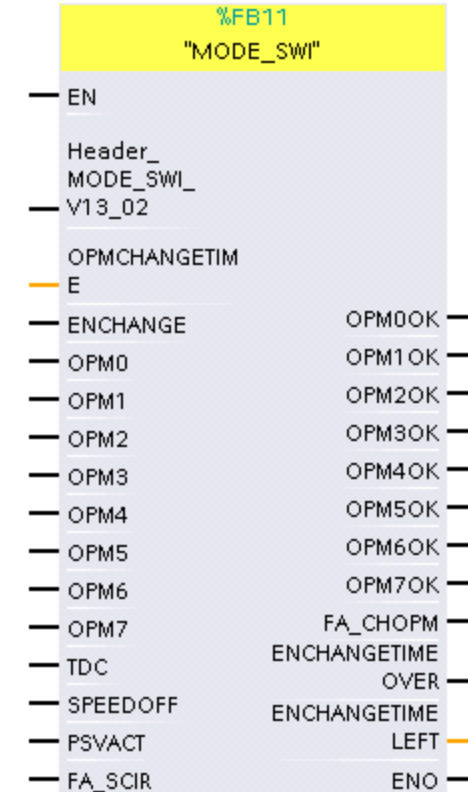 %FB11
"MODE_SWI"
EN
Header_
MODE_SWI_
V13_02
OPMCHANGETIM
E
ENCHANGE
OPM0
OPM1
OPM2
OPM3
OPM4
OPM5
OPM6
OPM7
TDC
SPEEDOFF
PSVACT
FA_SCIR
OPM0OK
OPM1OK
OPM2OK
OPM3OK
OPM4OK
OPM5OK
OPM6OK
OPM7OK
FA_CHOPM
ENCHANGETIME
OVER
ENCHANGETIME
LEFT
ENO